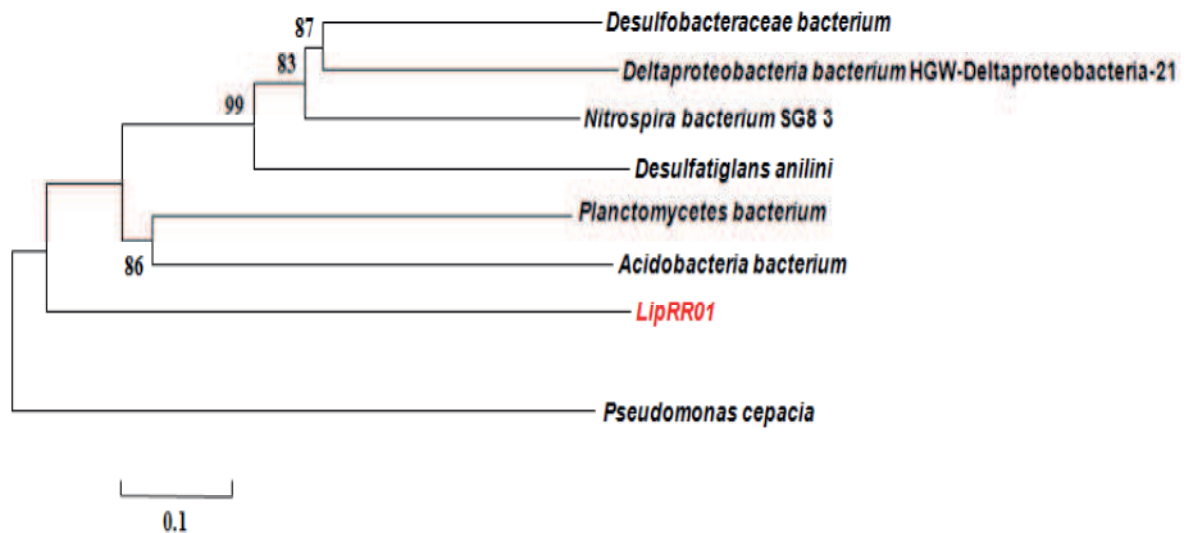 87
Desulfobacteraceae bacterium
83
Deltaproteobacteria bacterium HGW-Deltaproteobacteria-21
99
Nitrospira bacterium SG8 3
Desulfatiglans anilini
Planctomycetes bacterium
86
Acidobacteria bacterium
LipRR01
Pseudomonas cepacia
0.1